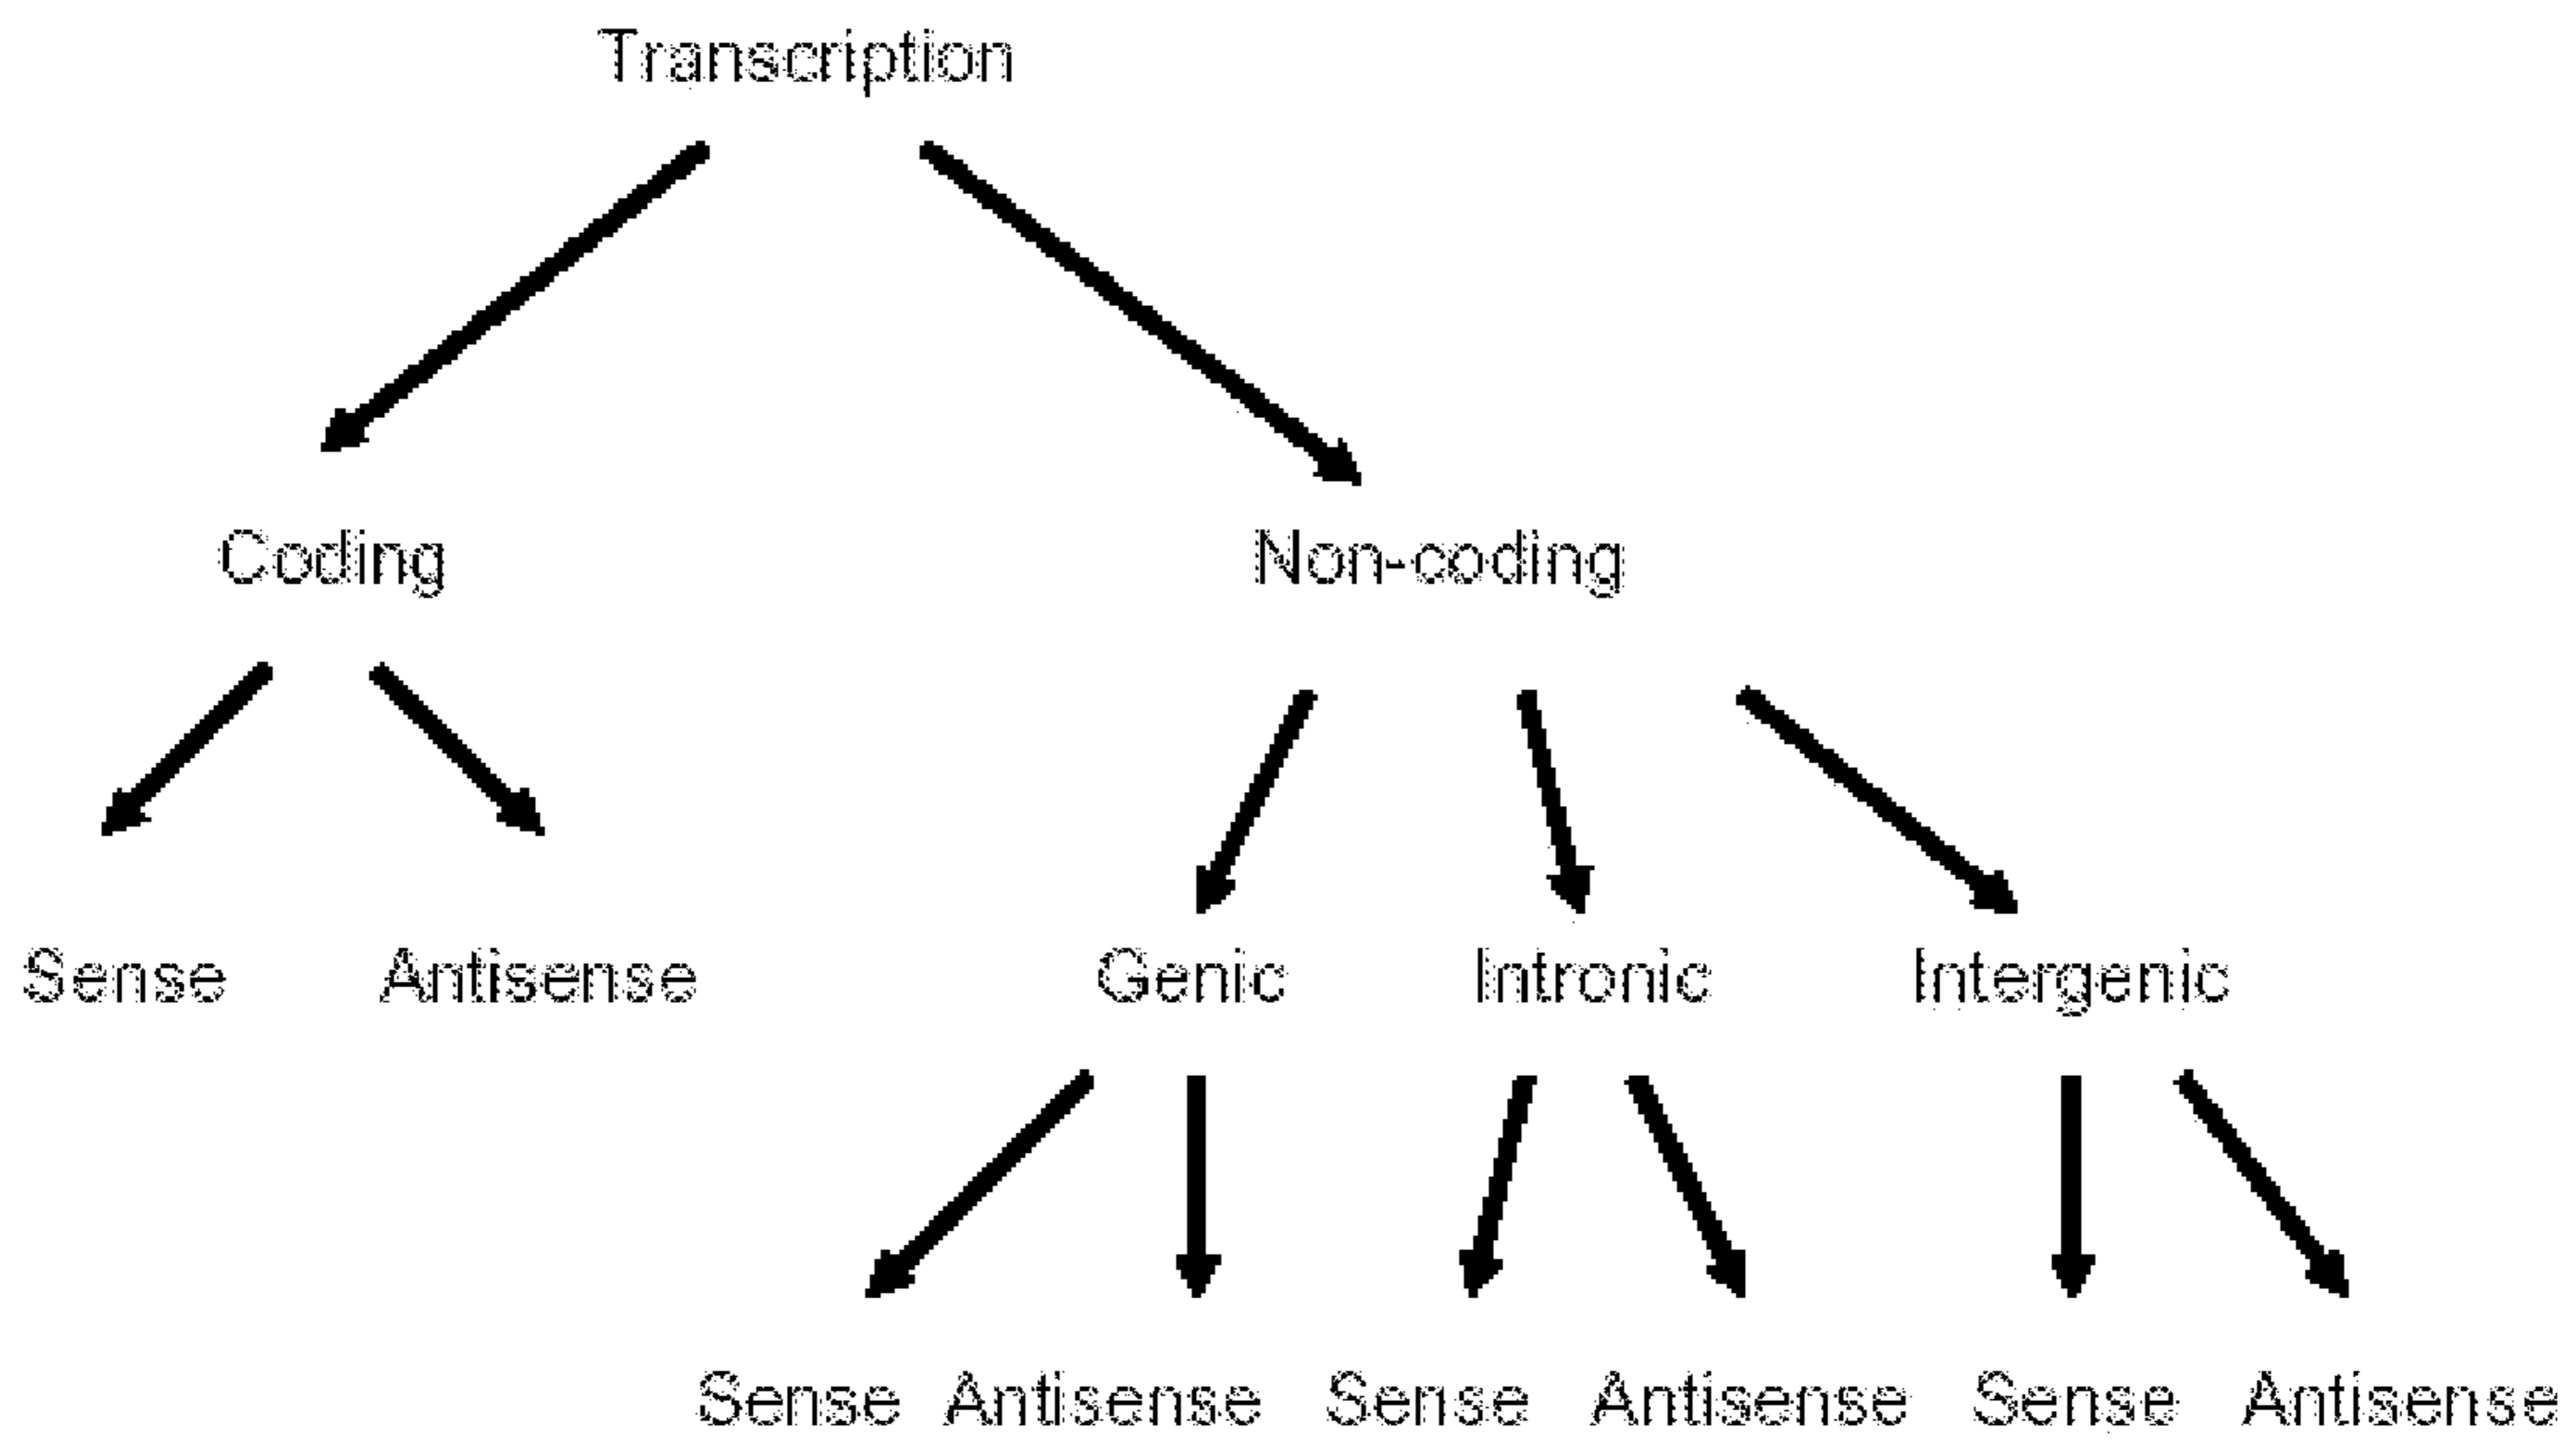 Transcription
Coding Non-coding
Sense Antisense Genic Intronic Intergenic
Sense Antisense Sense Antisense Sense Antisense